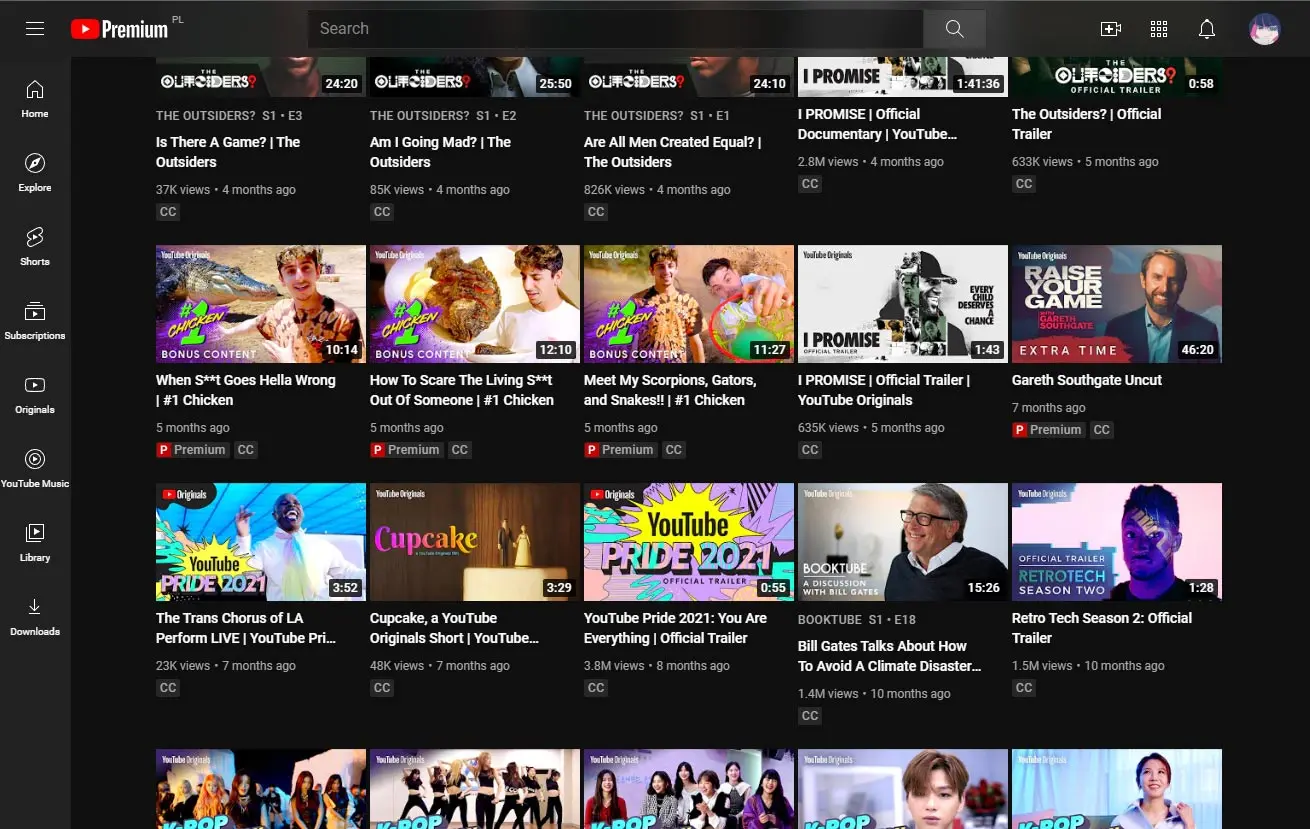 Premium PL
Search
Home
Explore
Shorts
Subscriptions
Originals
YouTube Music
Library
Downloads
THE OUTSIDERS?
24:20
THE OUTSIDERS?
25:50
THE OUTSIDERS?
24:10
I PROMISE
1:41:36
THE OUTSIDERS?
OFFICIAL TRAILER
0:58
THE OUTSIDERS? S1 • E3
Is There A Game? | The
Outsiders
37K views • 4 months ago
CC
THE OUTSIDERS? S1 • E2
Am I Going Mad? | The
Outsiders
85K views • 4 months ago
CC
THE OUTSIDERS? S1 • E1
Are All Men Created Equal? |
The Outsiders
826K views • 4 months ago
CC
I PROMISE | Official
Documentary | YouTube...
2.8M views • 4 months ago
CC
The Outsiders? | Official
Trailer
633K views • 5 months ago
CC
YouTube Originals
#1
CHICKEN
BONUS CONTENT
10:14
When S**t Goes Hella Wrong
| #1 Chicken
5 months ago
P Premium CC
YouTube Originals
#1
CHICKEN
BONUS CONTENT
12:10
How To Scare The Living S**t
Out Of Someone | #1 Chicken
5 months ago
P Premium CC
YouTube Originals
#1
CHICKEN
BONUS CONTENT
11:27
Meet My Scorpions, Gators,
and Snakes!! | #1 Chicken
5 months ago
P Premium CC
YouTube Originals
EVERY
CHILD
DESERVES
A
CHANCE
I PROMISE
OFFICIAL TRAILER
1:43
I PROMISE | Official Trailer |
YouTube Originals
635K views • 5 months ago
CC
YouTube Originals
RAISE
YOUR
GAME
WITH
GARETH
SOUTHGATE
EXTRA TIME
46:20
Gareth Southgate Uncut
7 months ago
P Premium CC
Originals
YouTube
PRIDE 2021
3:52
The Trans Chorus of LA
Perform LIVE | YouTube Pri...
23K views • 7 months ago
CC
YouTube Originals
Cupcake
a YouTube Originals film
3:29
Cupcake, a YouTube
Originals Short | YouTube...
48K views • 7 months ago
CC
Originals
YouTube
PRIDE 2021
OFFICIAL TRAILER
0:55
YouTube Pride 2021: You Are
Everything | Official Trailer
3.8M views • 8 months ago
CC
YouTube Originals
BOOKTUBE
A DISCUSSION
WITH BILL GATES
15:26
BOOKTUBE S1 • E18
Bill Gates Talks About How
To Avoid A Climate Disaster...
1.4M views • 10 months ago
CC
YouTube Originals
OFFICIAL TRAILER
RETROTECH
SEASON TWO
1:28
Retro Tech Season 2: Official
Trailer
1.5M views • 10 months ago
CC
YouTube Originals
K-POP
YouTube Originals
K-POP
YouTube Originals
K-POP
YouTube Originals
K-POP
YouTube Originals
K-POP